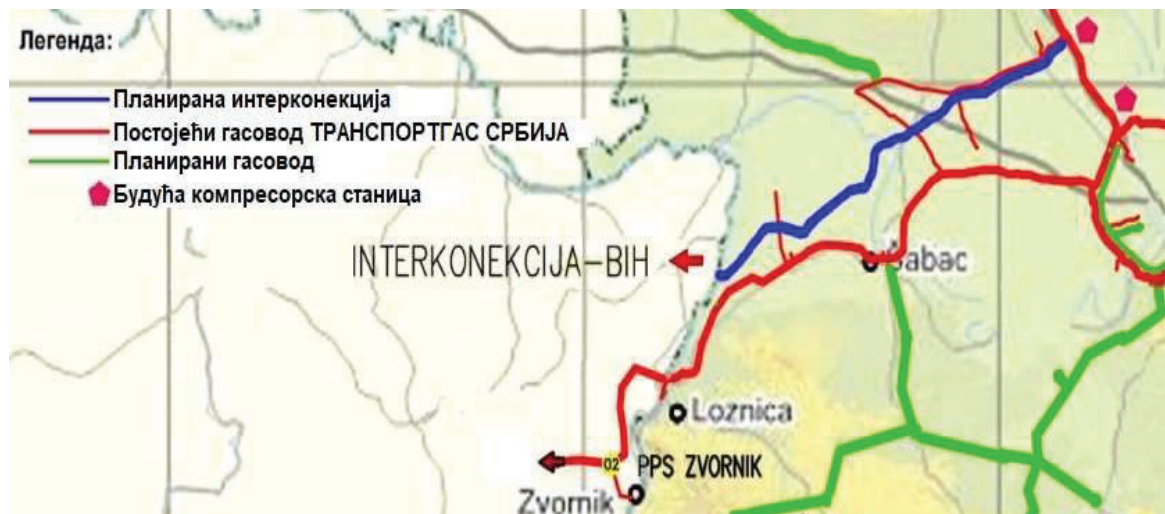 Легенда:
Планирана интерконекција
Постојећи гасовод ТРАНСПОРТГАС СРБИЈА
Планирани гасовод
Будућа компресорска станица
INTERKONEKCIJA-BIH
Šabac
Loznica
02
PPS ZVORNIK
Zvornik